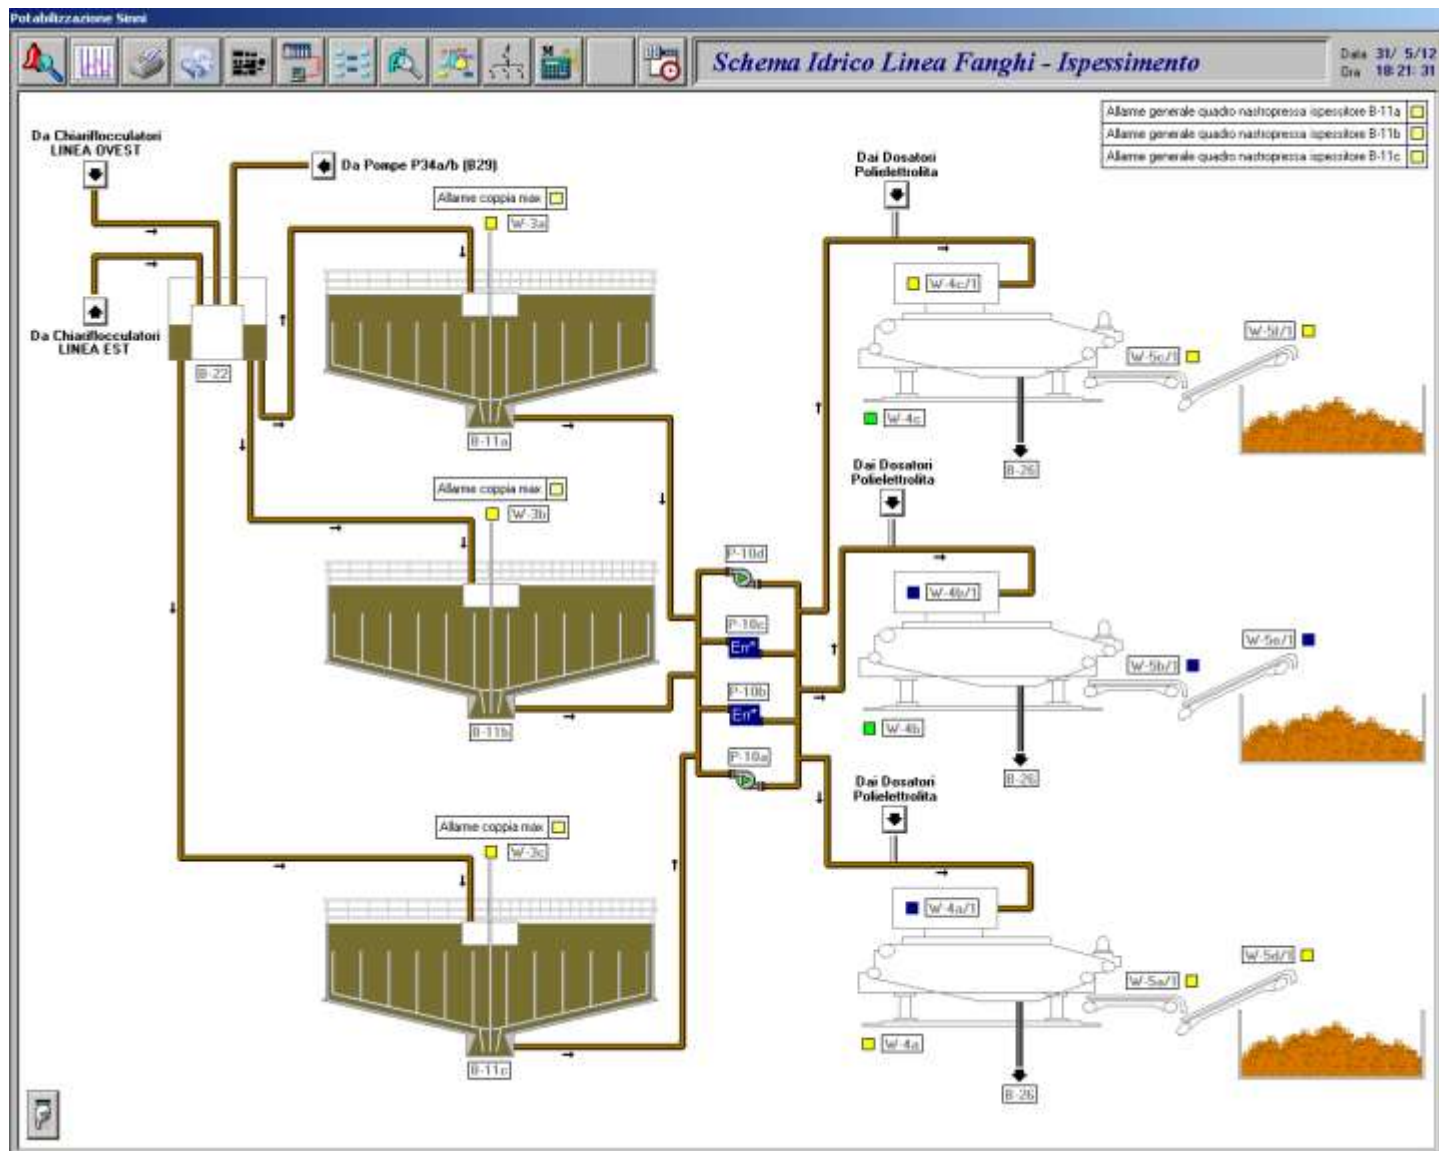 Potabilizzazione Sinni
M
Schema Idrico Linea Fanghi - Ispessimento
Data 31/ 5/12
Ora 18:21:31
Allarme generale quadro nastropressa ispessitore B-11a
Allarme generale quadro nastropressa ispessitore B-11b
Allarme generale quadro nastropressa ispessitore B-11c
Da Chiariflocculatori
LINEA OVEST
Da Pompe P34a/b (B29)
Dai Dosatori
Polielettrolita
Allarme coppia max
W-3a
W-4c/1
Da Chiariflocculatori
LINEA EST
B-22
W-5c/1
W-5f/1
W-4c
B-11a
B-26
Dai Dosatori
Polielettrolita
Allarme coppia max
W-3b
P-10d
W-4b/1
P-10c
Err*
W-5b/1
W-5e/1
P-10b
Err*
W-4b
B-11b
P-10a
B-26
Dai Dosatori
Polielettrolita
Allarme coppia max
W-3c
W-4a/1
W-5a/1
W-5d/1
W-4a
B-11c
B-26